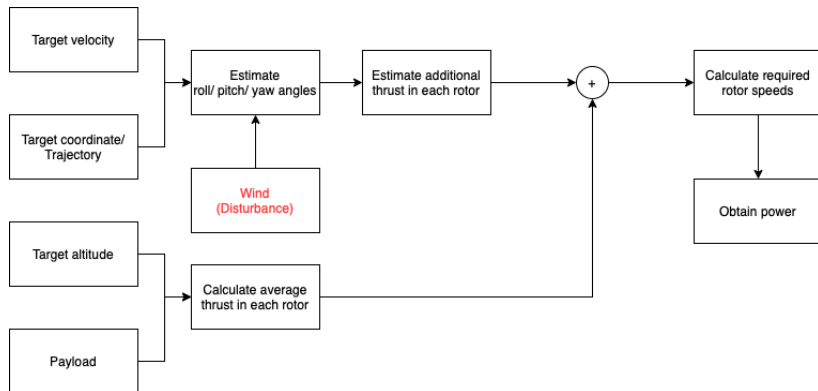 Target velocity
Target coordinate/
Trajectory
Estimate
roll/ pitch/ yaw angles
Estimate additional
thrust in each rotor
+
Calculate required
rotor speeds
Wind
(Disturbance)
Obtain power
Target altitude
Payload
Calculate average
thrust in each rotor